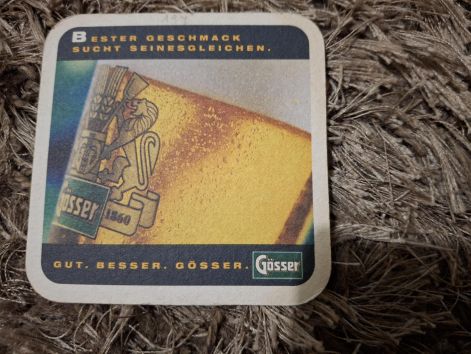 BESTER GESCHMACK
SUCHT SEINESGLEICHEN.
Gösser
1860
GUT. BESSER. GÖSSER.
Gösser